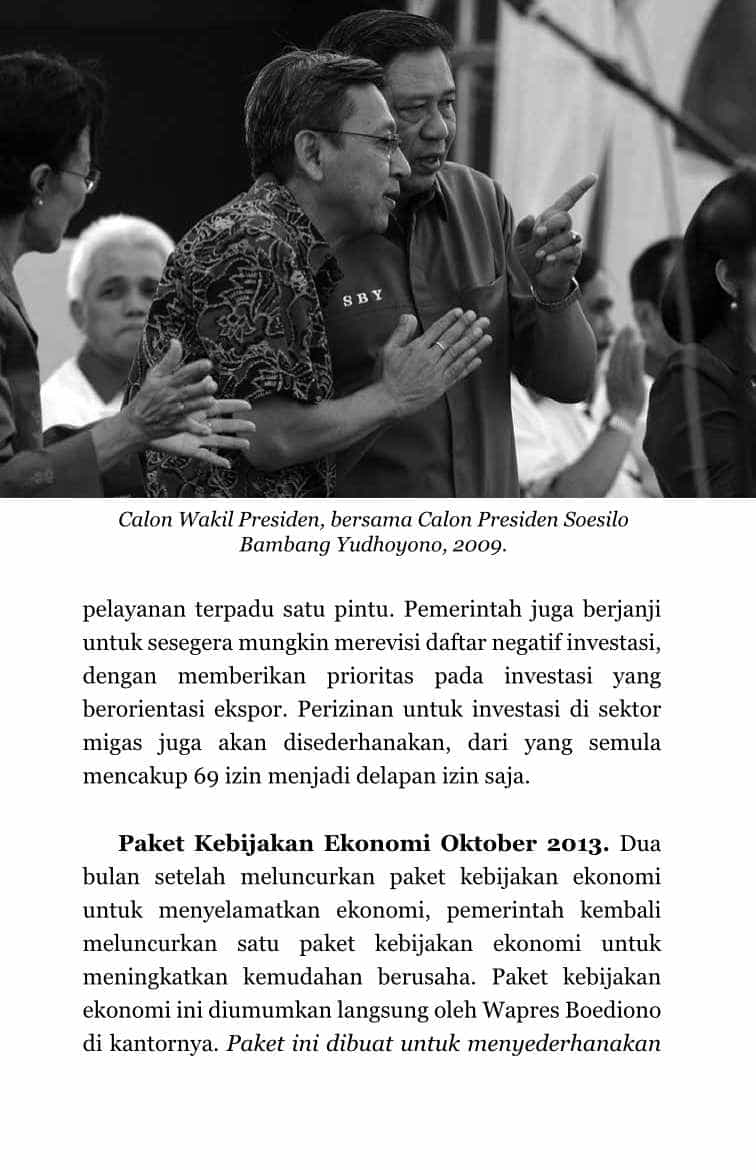 SBY
Calon Wakil Presiden, bersama Calon Presiden Soesilo
Bambang Yudhoyono, 2009.
pelayanan terpadu satu pintu. Pemerintah juga berjanji
untuk sesegera mungkin merevisi daftar negatif investasi,
dengan memberikan prioritas pada investasi yang
berorientasi ekspor. Perizinan untuk investasi di sektor
migas juga akan disederhanakan, dari yang semula
mencakup 69 izin menjadi delapan izin saja.
Paket Kebijakan Ekonomi Oktober 2013. Dua
bulan setelah meluncurkan paket kebijakan ekonomi
untuk menyelamatkan ekonomi, pemerintah kembali
meluncurkan satu paket kebijakan ekonomi untuk
meningkatkan kemudahan berusaha. Paket kebijakan
ekonomi ini diumumkan langsung oleh Wapres Boediono
di kantornya. Paket ini dibuat untuk menyederhanakan